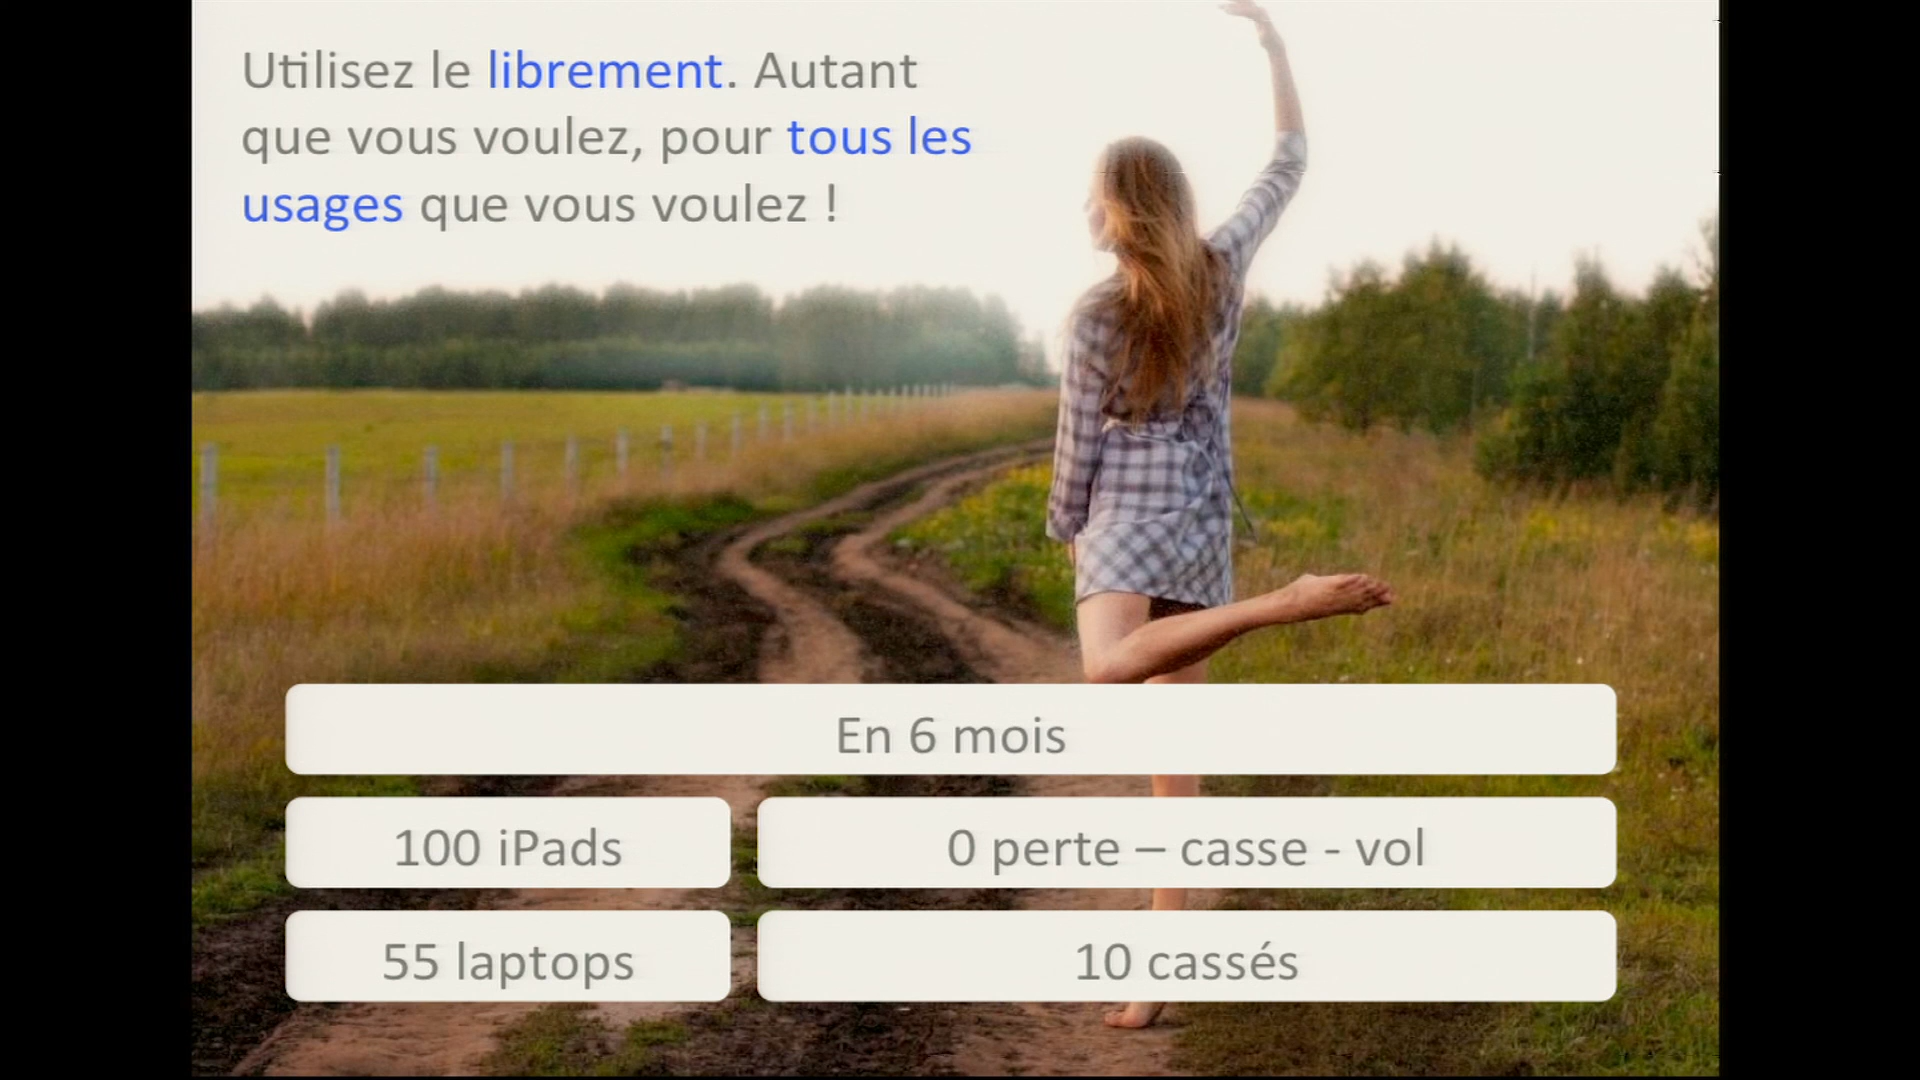 Utilisez le librement. Autant
que vous voulez, pour tous les
usages que vous voulez !
En 6 mois
100 iPads
0 perte – casse - vol
55 laptops
10 cassés